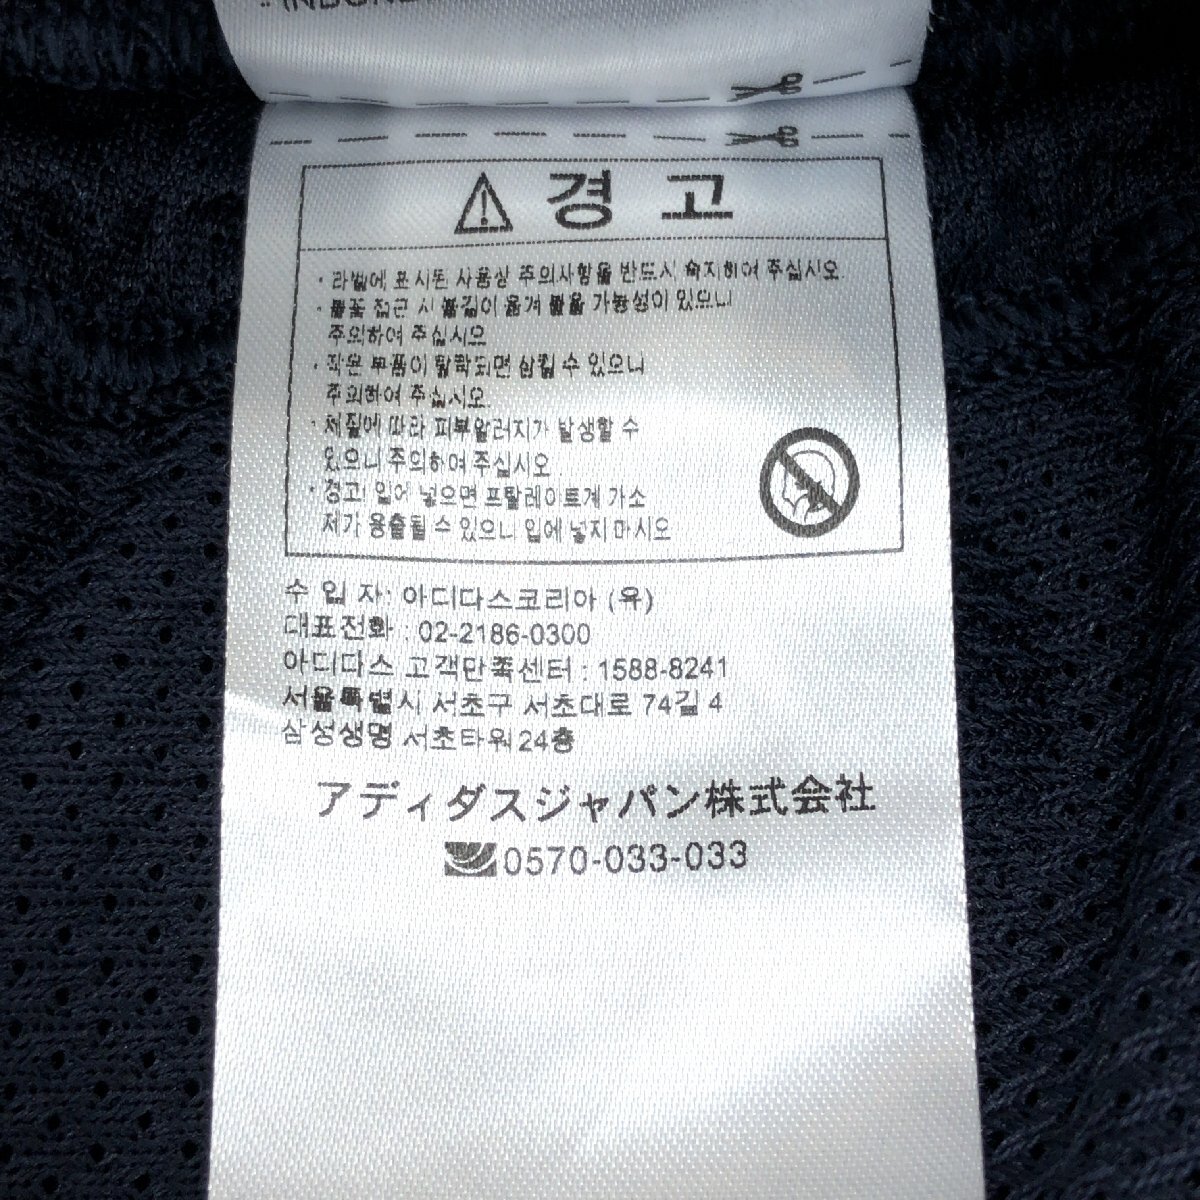 경 고
· 라벨에 표시된 사용상 주의사항을 반드시 숙지하여 주십시오.
· 불꽃 접근 시 불길이 옮겨 붙을 가능성이 있으니
주의하여 주십시오
· 작은 부품이 탈락되면 삼킬 수 있으니
주의하여 주십시오.
· 체질에 따라 피부알러지가 발생할 수
있으니 주의하여 주십시오.
· 경고! 입에 넣으면 프탈레이트계 가소
제가 용출될 수 있으니 입에 넣지 마시오
수 입 자: 아디다스코리아 (유)
대표전화 : 02-2186-0300
아디다스 고객만족센터 : 1588-8241
서울특별시 서초구 서초대로 74길 4
삼성생명 서초타워 24층
アディダスジャパン株式会社
0570-033-033